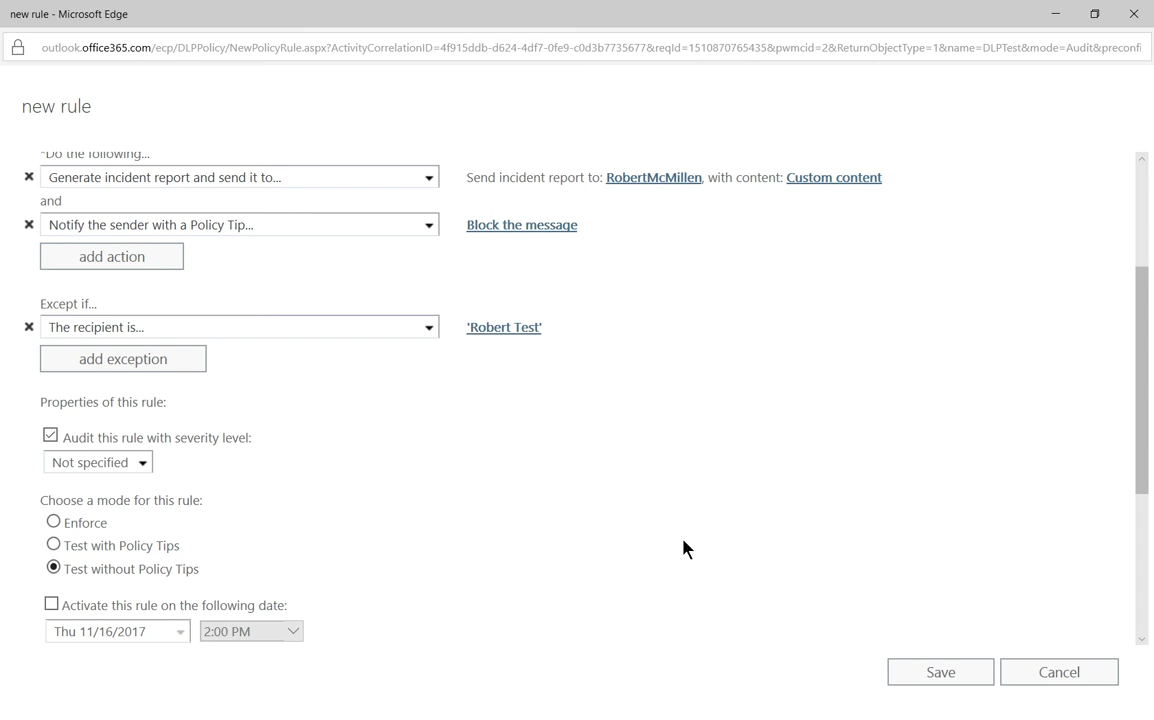 new rule - Microsoft Edge
outlook.office365.com/ecp/DLPPolicy/NewPolicyRule.aspx?ActivityCorrelationID=4f915ddb-d624-4df7-0fe9-c0d3b7735677&reqId=1510870765435&pwmcid=2&ReturnObjectType=1&name=DLPTest&mode=Audit&preconfi
new rule
*Do the following...
Generate incident report and send it to... Send incident report to: RobertMcMillen, with content: Custom content
and
Notify the sender with a Policy Tip... Block the message
add action
Except if...
The recipient is... 'Robert Test'
add exception
Properties of this rule:
Audit this rule with severity level:
Not specified
Choose a mode for this rule:
Enforce
Test with Policy Tips
Test without Policy Tips
Activate this rule on the following date:
Thu 11/16/2017 2:00 PM
Save Cancel